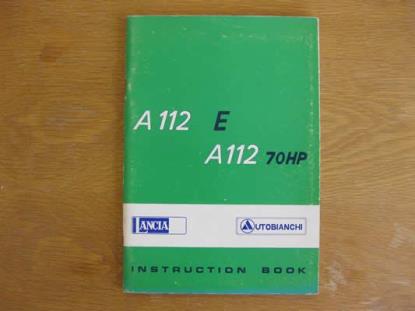 A 112 E
A 112 70HP
LANCIA AUTOBIANCHI
INSTRUCTION BOOK